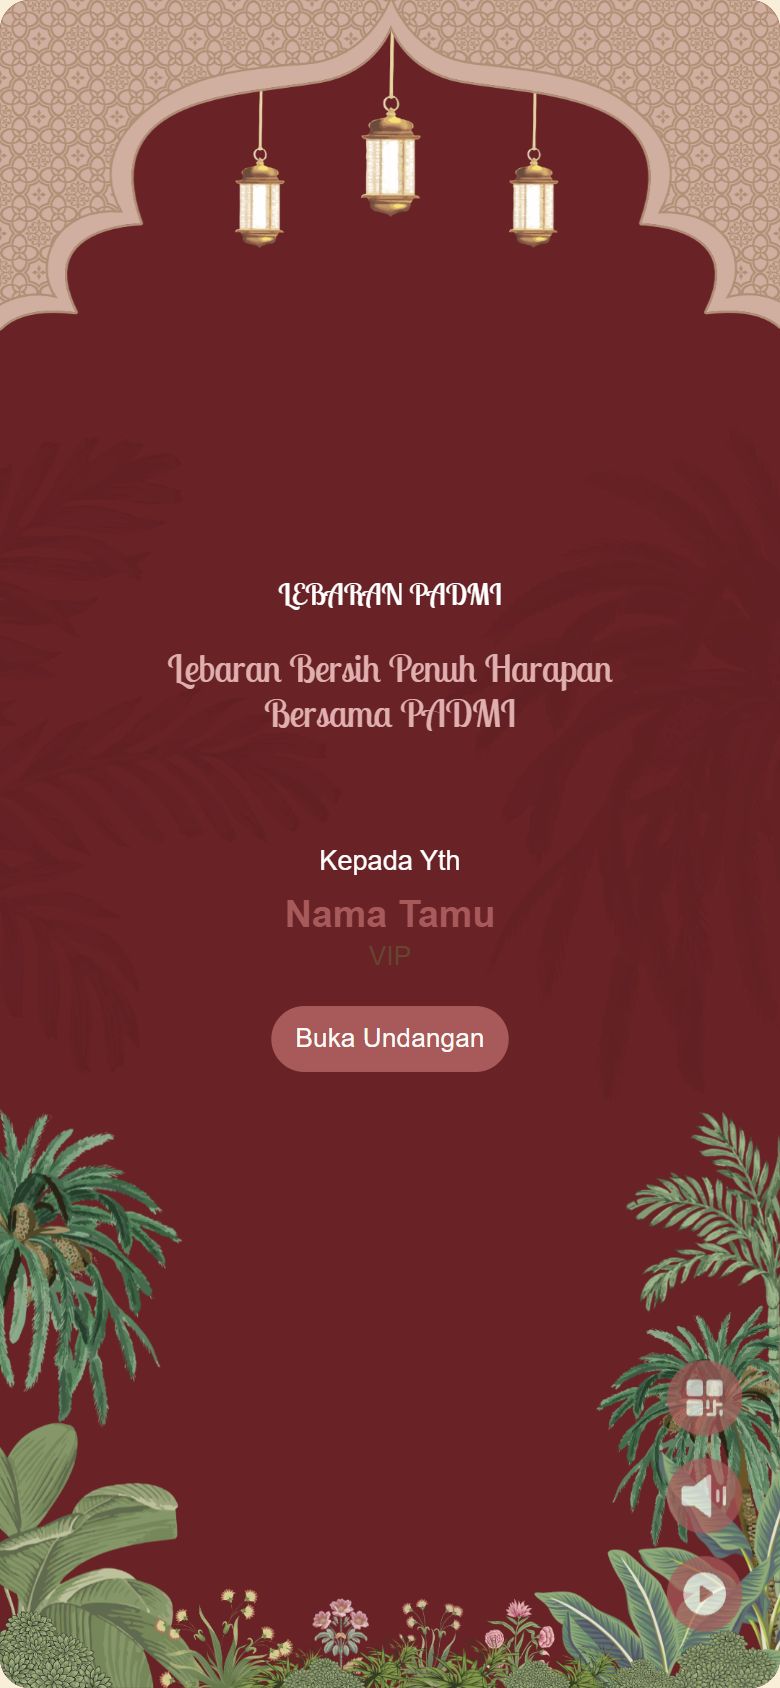 LEBARAN PADMI
Lebaran Bersih Penuh Harapan
Bersama PADMI
Kepada Yth
Nama Tamu
VIP
Buka Undangan